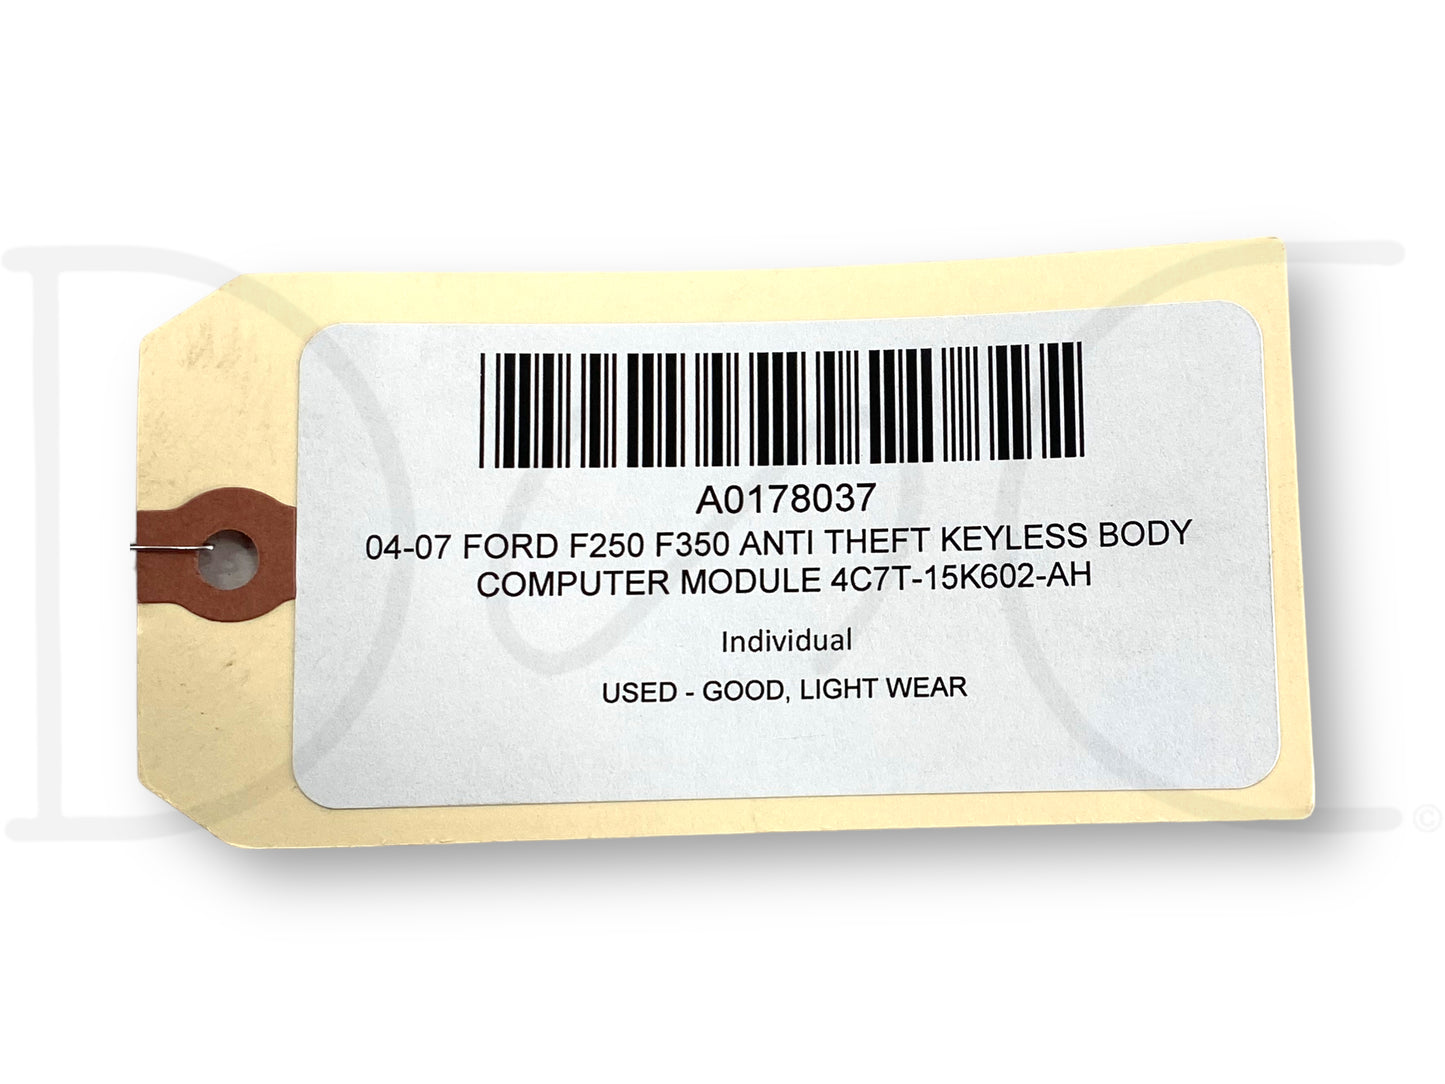 A0178037
04-07 FORD F250 F350 ANTI THEFT KEYLESS BODY
COMPUTER MODULE 4C7T-15K602-AH
Individual
USED - GOOD, LIGHT WEAR
©